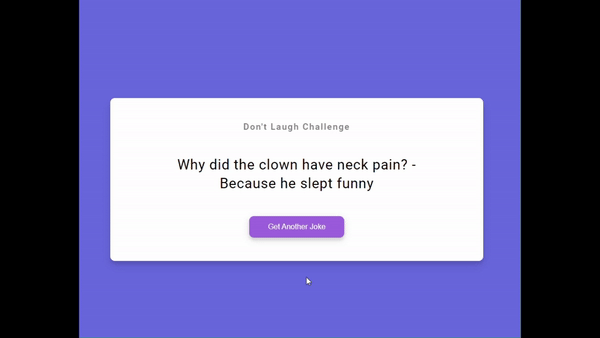 Don't Laugh Challenge
Why did the clown have neck pain? -
Because he slept funny
Get Another Joke